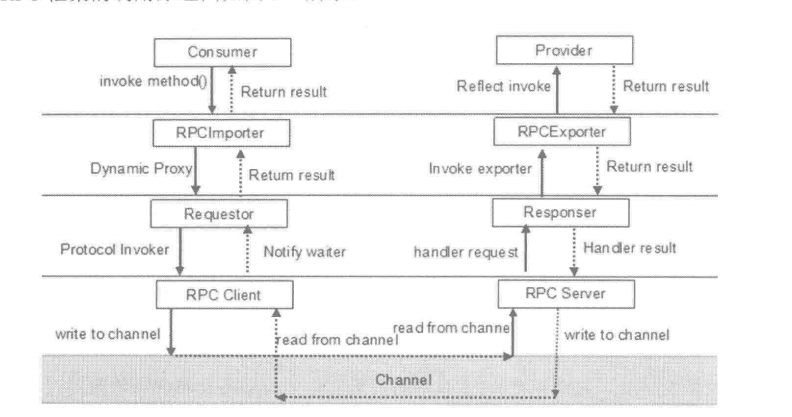 Consumer
Provider
invoke method()
Return result
Reflect invoke
Return result
RPCImporter
RPCExporter
Dynamic Proxy
Return result
Invoke exporter
Return result
Requestor
Responser
Protocol Invoker
Notify waiter
handler request
Handler result
RPC Client
RPC Server
write to channel
read from channel
read from channe
write to channel
Channel